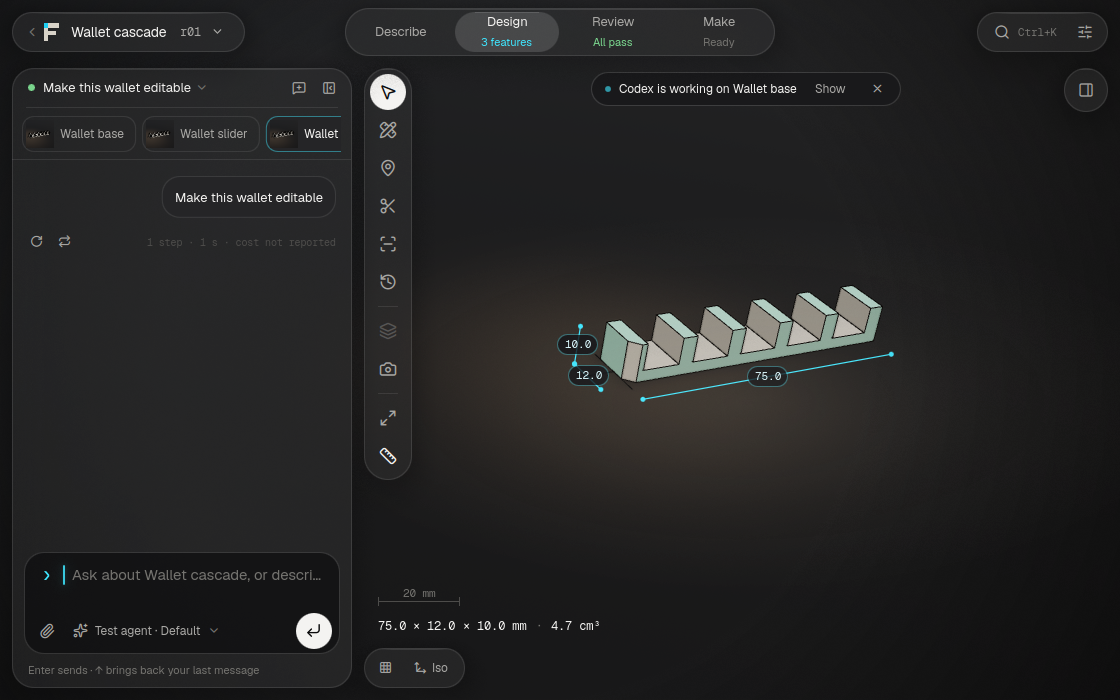 Wallet cascade r01
Describe
Design
3 features
Review
All pass
Make
Ready
Ctrl+K
Make this wallet editable
Wallet base
Wallet slider
Wallet
Codex is working on Wallet base Show
Make this wallet editable
1 step · 1 s · cost not reported
10.0
12.0
75.0
20 mm
75.0 × 12.0 × 10.0 mm · 4.7 cm³
Ask about Wallet cascade, or descri...
Test agent · Default
Enter sends · ↑ brings back your last message
Iso